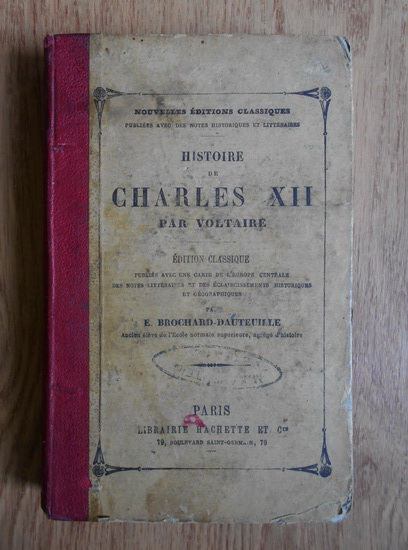 NOUVELLES ÉDITIONS CLASSIQUES
PUBLIÉES AVEC DES NOTES HISTORIQUES ET LITTÉRAIRES
HISTOIRE
DE
CHARLES XII
PAR VOLTAIRE
ÉDITION CLASSIQUE
PUBLIÉE AVEC UNE CARTE DE L'EUROPE CENTRALE
DES NOTES LITTÉRAIRES ET DES ÉCLAIRCISSEMENTS HISTORIQUES
ET GÉOGRAPHIQUES
PAR
E. BROCHARD-DAUTEUILLE
Ancien élève de l'École normale supérieure, agrégé d'histoire
PARIS
LIBRAIRIE HACHETTE ET Cie
79, BOULEVARD SAINT-GERMAIN, 79